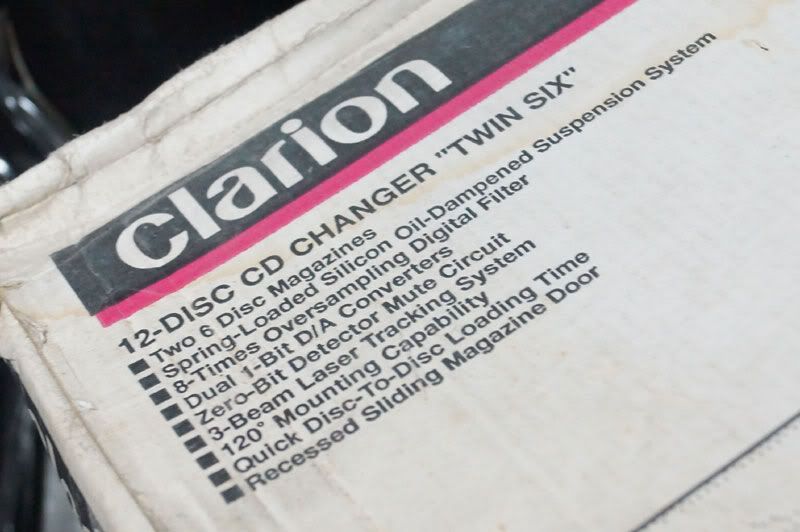 Clarion
12-DISC CD CHANGER "TWIN SIX"
■ Two 6 Disc Magazines
■ Spring-Loaded Silicon Oil-Dampened Suspension System
■ 8-Times Oversampling Digital Filter
■ Dual 1-Bit D/A Converters
■ Zero-Bit Detector Mute Circuit
■ 3-Beam Laser Tracking System
■ 120° Mounting Capability
■ Quick Disc-To-Disc Loading Time
■ Recessed Sliding Magazine Door